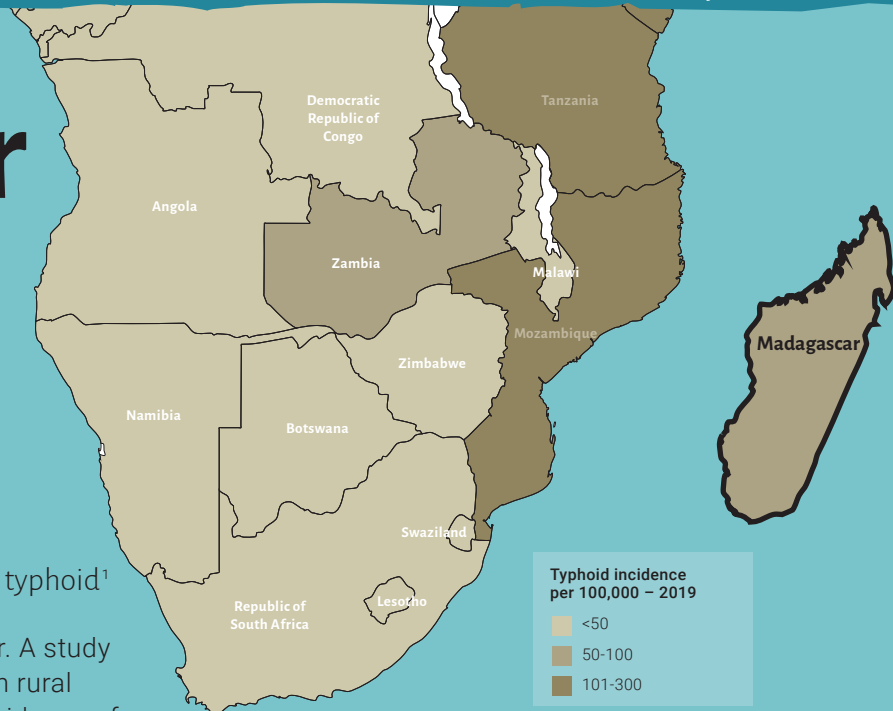 r
Democratic
Republic of
Congo
Tanzania
Angola
Zambia
Malawi
Mozambique
Madagascar
Zimbabwe
Namibia
Botswana
Swaziland
Lesotho
Republic of
South Africa
typhoid¹
r. A study
n rural
Typhoid incidence
per 100,000 – 2019
<50
50-100
101-300